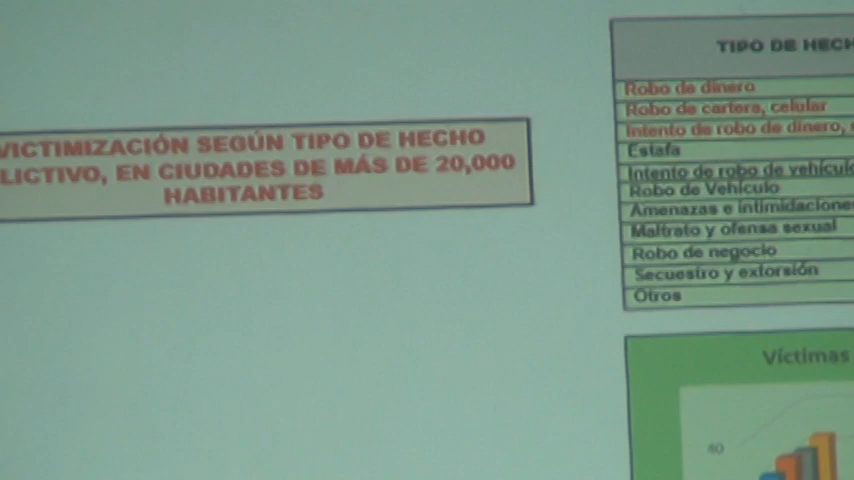 VICTIMIZACIÓN SEGÚN TIPO DE HECHO
LICTIVO, EN CIUDADES DE MÁS DE 20,000
HABITANTES
TIPO DE HECH
Robo de dinero
Robo de cartera, celular
Intento de robo de dinero,
Estafa
Intento de robo de vehículo
Robo de Vehículo
Amenazas e intimidaciones
Maltrato y ofensa sexual
Robo de negocio
Secuestro y extorsión
Otros
Víctimas
40